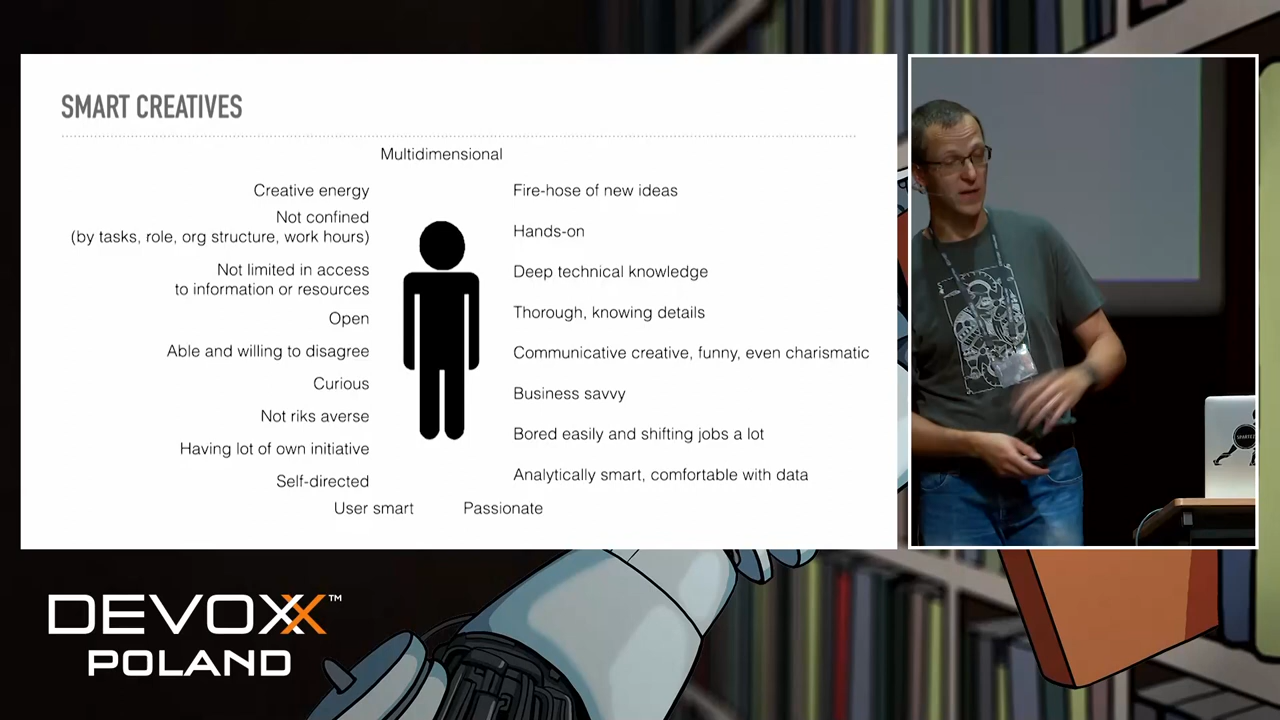 SMART CREATIVES
Multidimensional
Creative energy
Not confined
(by tasks, role, org structure, work hours)
Not limited in access
to information or resources
Open
Able and willing to disagree
Curious
Not riks averse
Having lot of own initiative
Self-directed
User smart
Fire-hose of new ideas
Hands-on
Deep technical knowledge
Thorough, knowing details
Communicative creative, funny, even charismatic
Business savvy
Bored easily and shifting jobs a lot
Analytically smart, comfortable with data
Passionate
DEVOXX™
POLAND